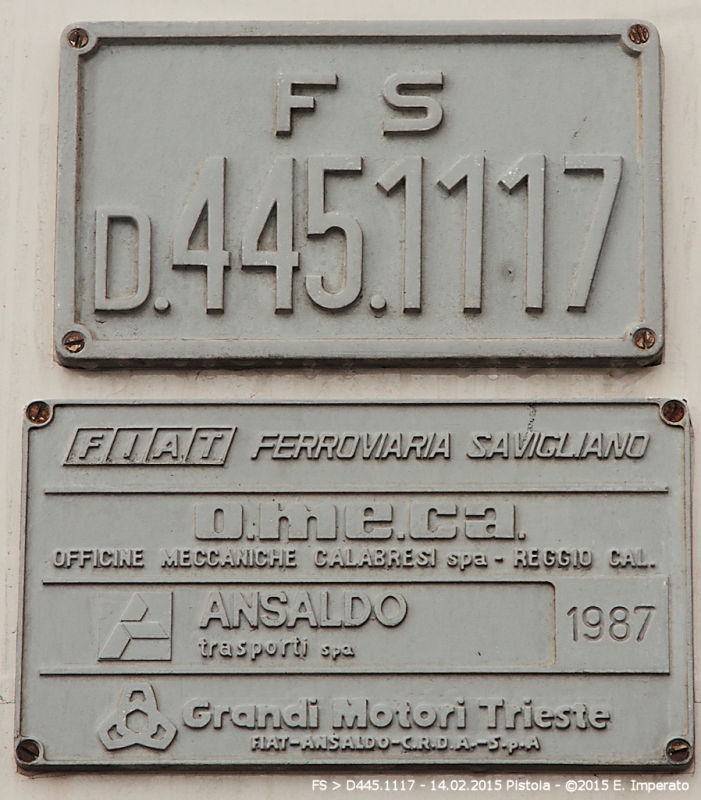 FS
D.445.1117
FIAT FERROVIARIA SAVIGLIANO
o.me.ca.
OFFICINE MECCANICHE CALABRESI spa - REGGIO CAL.
ANSALDO
trasporti spa
1987
Grandi Motori Trieste
FIAT-ANSALDO-C.R.D.A.-S.p.A
FS > D445.1117 - 14.02.2015 Pistoia - ©2015 E. Imperato